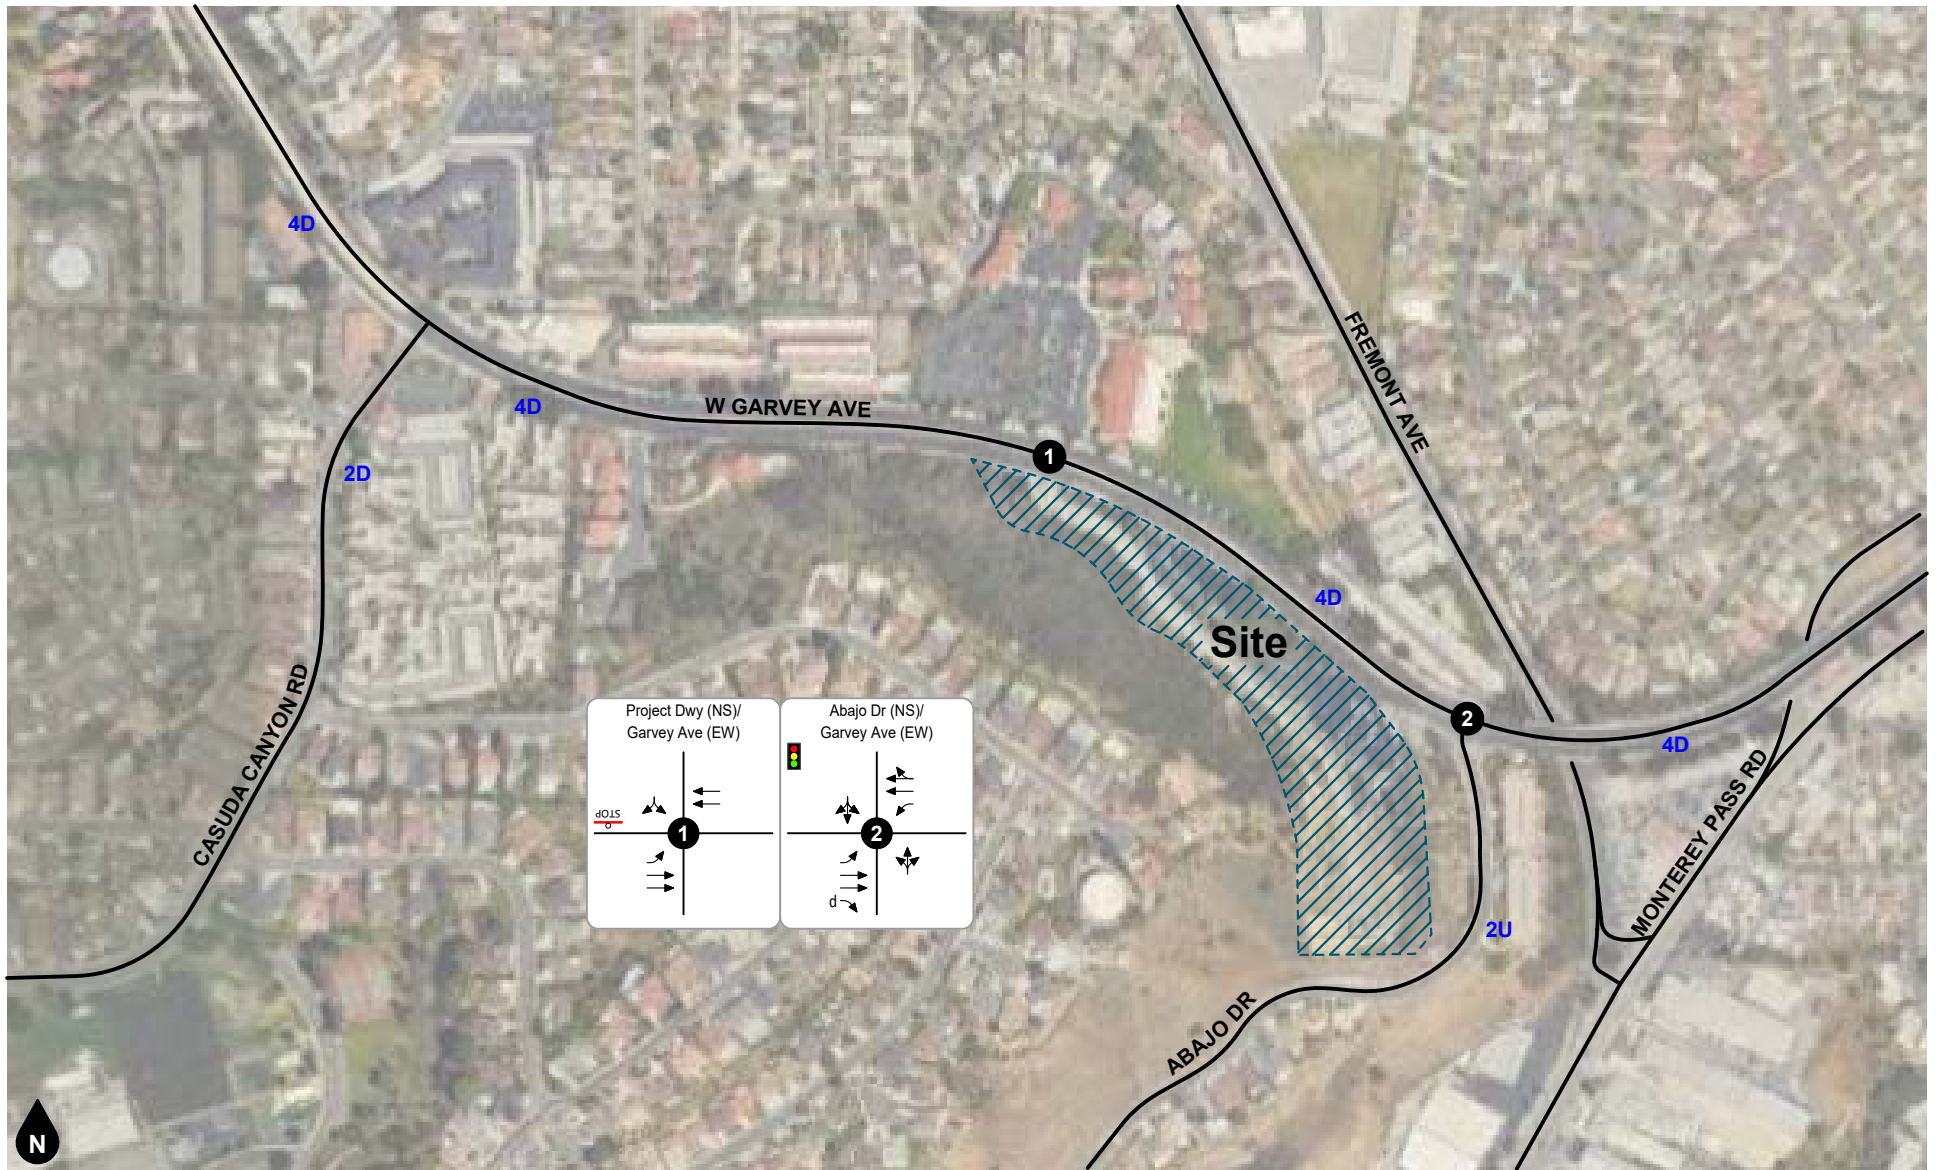 4D
W GARVEY AVE
4D
FREMONT AVE
1
2D
4D
Site
CASUDA CANYON RD
2
4D
Project Dwy (NS)/
Garvey Ave (EW)
STOP
1
Abajo Dr (NS)/
Garvey Ave (EW)
2
d
MONTEREY PASS RD
2U
ABAJO DR
N